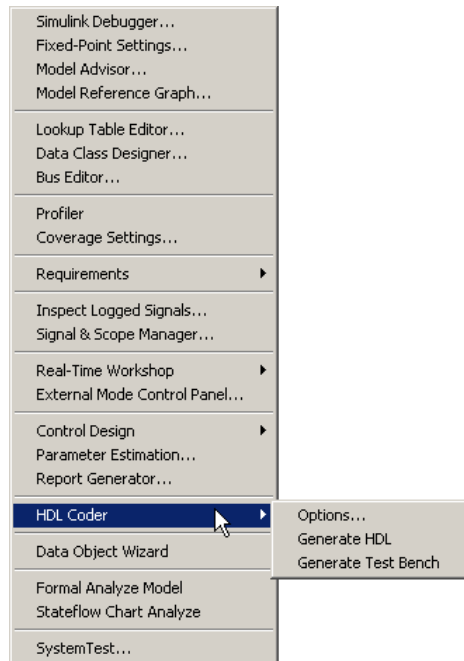 Simulink Debugger...
Fixed-Point Settings...
Model Advisor...
Model Reference Graph...
Lookup Table Editor...
Data Class Designer...
Bus Editor...
Profiler
Coverage Settings...
Requirements
Inspect Logged Signals...
Signal & Scope Manager...
Real-Time Workshop
External Mode Control Panel...
Control Design
Parameter Estimation...
Report Generator...
HDL Coder
Options...
Generate HDL
Generate Test Bench
Data Object Wizard
Formal Analyze Model
Stateflow Chart Analyze
SystemTest...